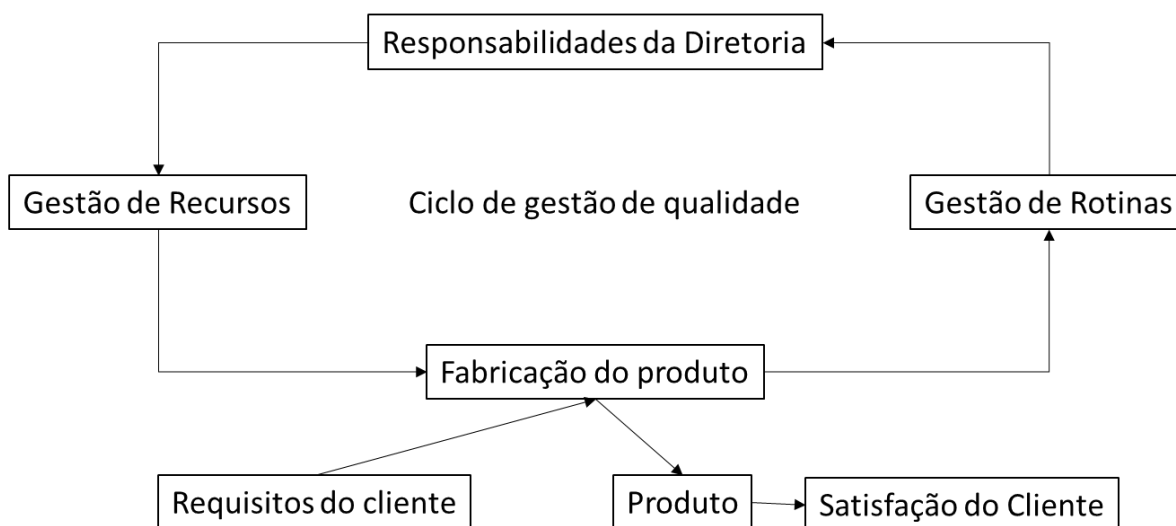 Responsabilidades da Diretoria
Gestão de Recursos
Ciclo de gestão de qualidade
Gestão de Rotinas
Fabricação do produto
Requisitos do cliente
Produto
Satisfação do Cliente